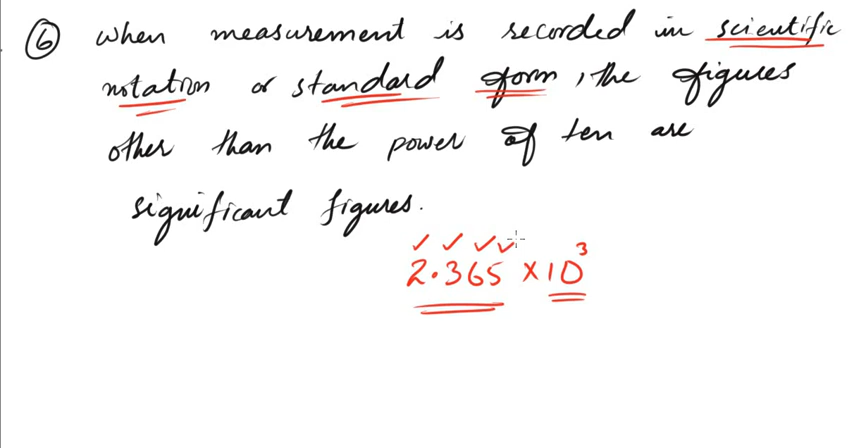 ⑥ When measurement is recorded in scientific
notation or standard form, the figures
other than the power of ten are
significant figures.
✓ ✓ ✓ ✓
2.365 × 10³